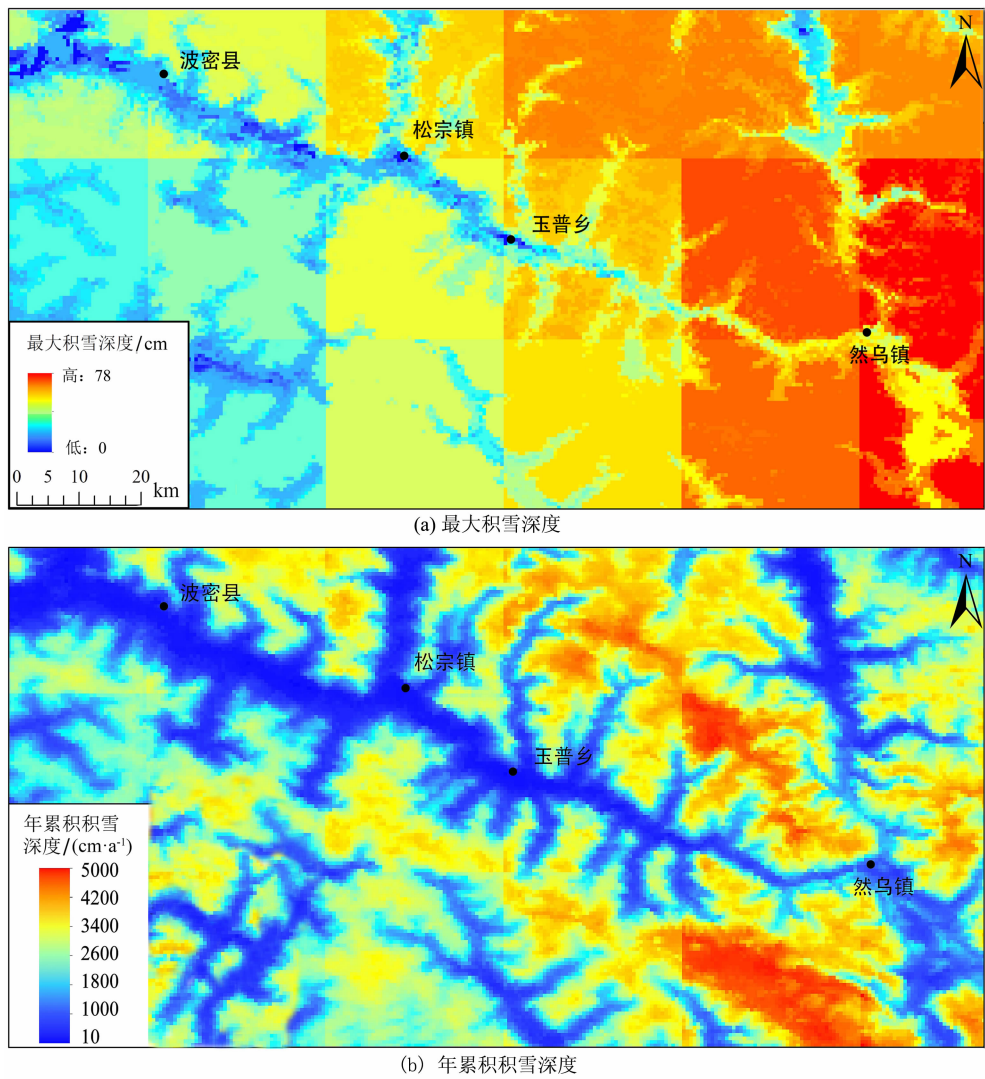 N
波密县
松宗镇
玉普乡
然乌镇
最大积雪深度/cm
高：78
低：0
0 5 10 20
km
(a) 最大积雪深度
N
波密县
松宗镇
玉普乡
然乌镇
年累积积雪
深度/(cm·a⁻¹)
5000
4200
3400
2600
1800
1000
10
(b) 年累积积雪深度